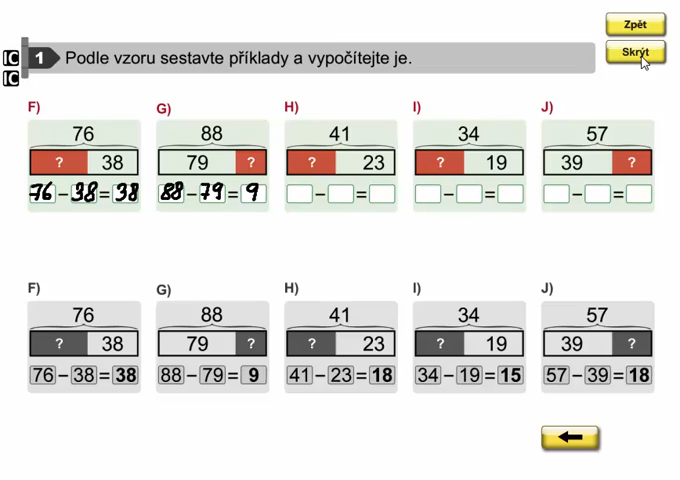 Zpět
Skrýt
IC
IC
1 Podle vzoru sestavte příklady a vypočítejte je.
F) G) H) I) J)
76 88 41 34 57
? 38 79 ? ? 23 ? 19 39 ?
76 – 38 = 38 88 – 79 = 9 – = – = – =
F) G) H) I) J)
76 88 41 34 57
? 38 79 ? ? 23 ? 19 39 ?
76 – 38 = 38 88 – 79 = 9 41 – 23 = 18 34 – 19 = 15 57 – 39 = 18